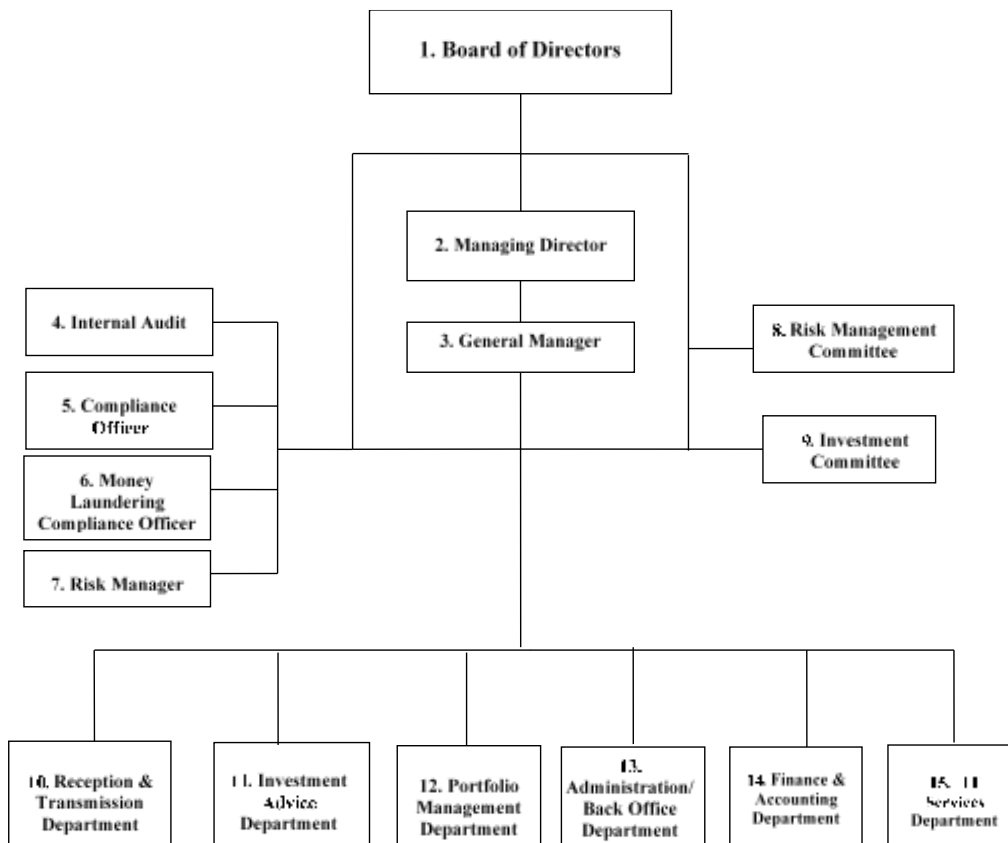 1. Board of Directors
2. Managing Director
3. General Manager
4. Internal Audit
5. Compliance
Officer
6. Money
Laundering
Compliance Officer
7. Risk Manager
8. Risk Management
Committee
9. Investment
Committee
10. Reception &
Transmission
Department
11. Investment
Advice
Department
12. Portfolio
Management
Department
13.
Administration/
Back Office
Department
14. Finance &
Accounting
Department
15.
Services
Department